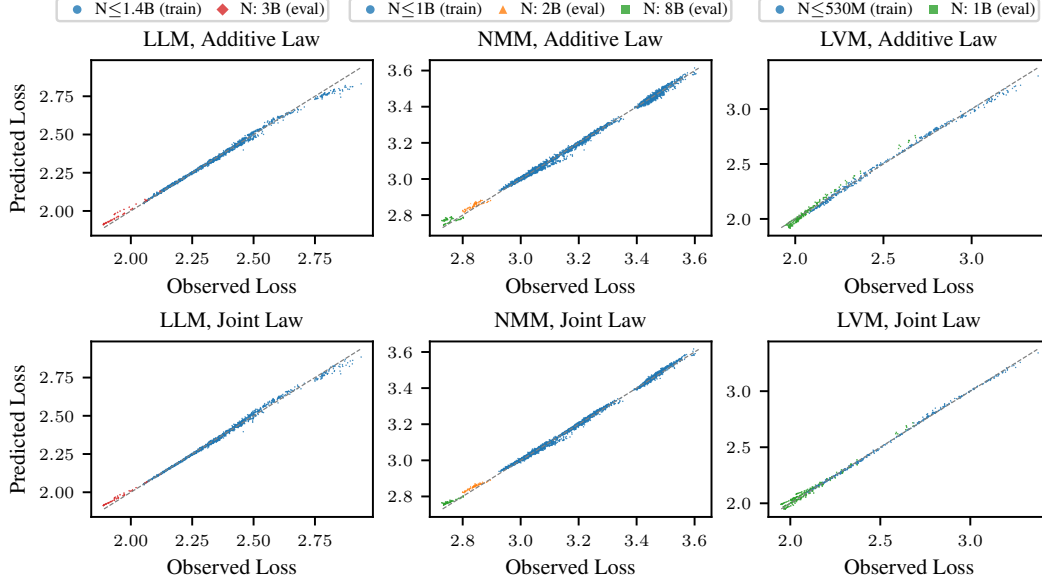 N≤1.4B (train) N: 3B (eval)
N≤1B (train) N: 2B (eval) N: 8B (eval)
N≤530M (train) N: 1B (eval)
LLM, Additive Law
NMM, Additive Law
LVM, Additive Law
Predicted Loss
2.75
2.50
2.25
2.00
2.00 2.25 2.50 2.75
Observed Loss
3.6
3.4
3.2
3.0
2.8
2.8 3.0 3.2 3.4 3.6
Observed Loss
3.0
2.5
2.0
2.0 2.5 3.0
Observed Loss
LLM, Joint Law
NMM, Joint Law
LVM, Joint Law
Predicted Loss
2.75
2.50
2.25
2.00
2.00 2.25 2.50 2.75
Observed Loss
3.6
3.4
3.2
3.0
2.8
2.8 3.0 3.2 3.4 3.6
Observed Loss
3.0
2.5
2.0
2.0 2.5 3.0
Observed Loss